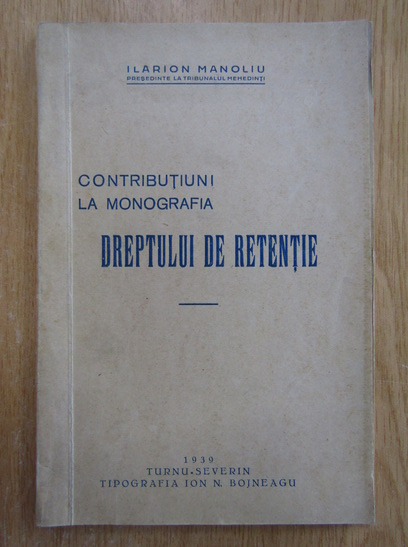 ILARION MANOLIU
PREȘEDINTE LA TRIBUNALUL MEHEDINȚI
CONTRIBUȚIUNI
LA MONOGRAFIA
DREPTULUI DE RETENȚIE
1939
TURNU-SEVERIN
TIPOGRAFIA ION N. BOJNEAGU